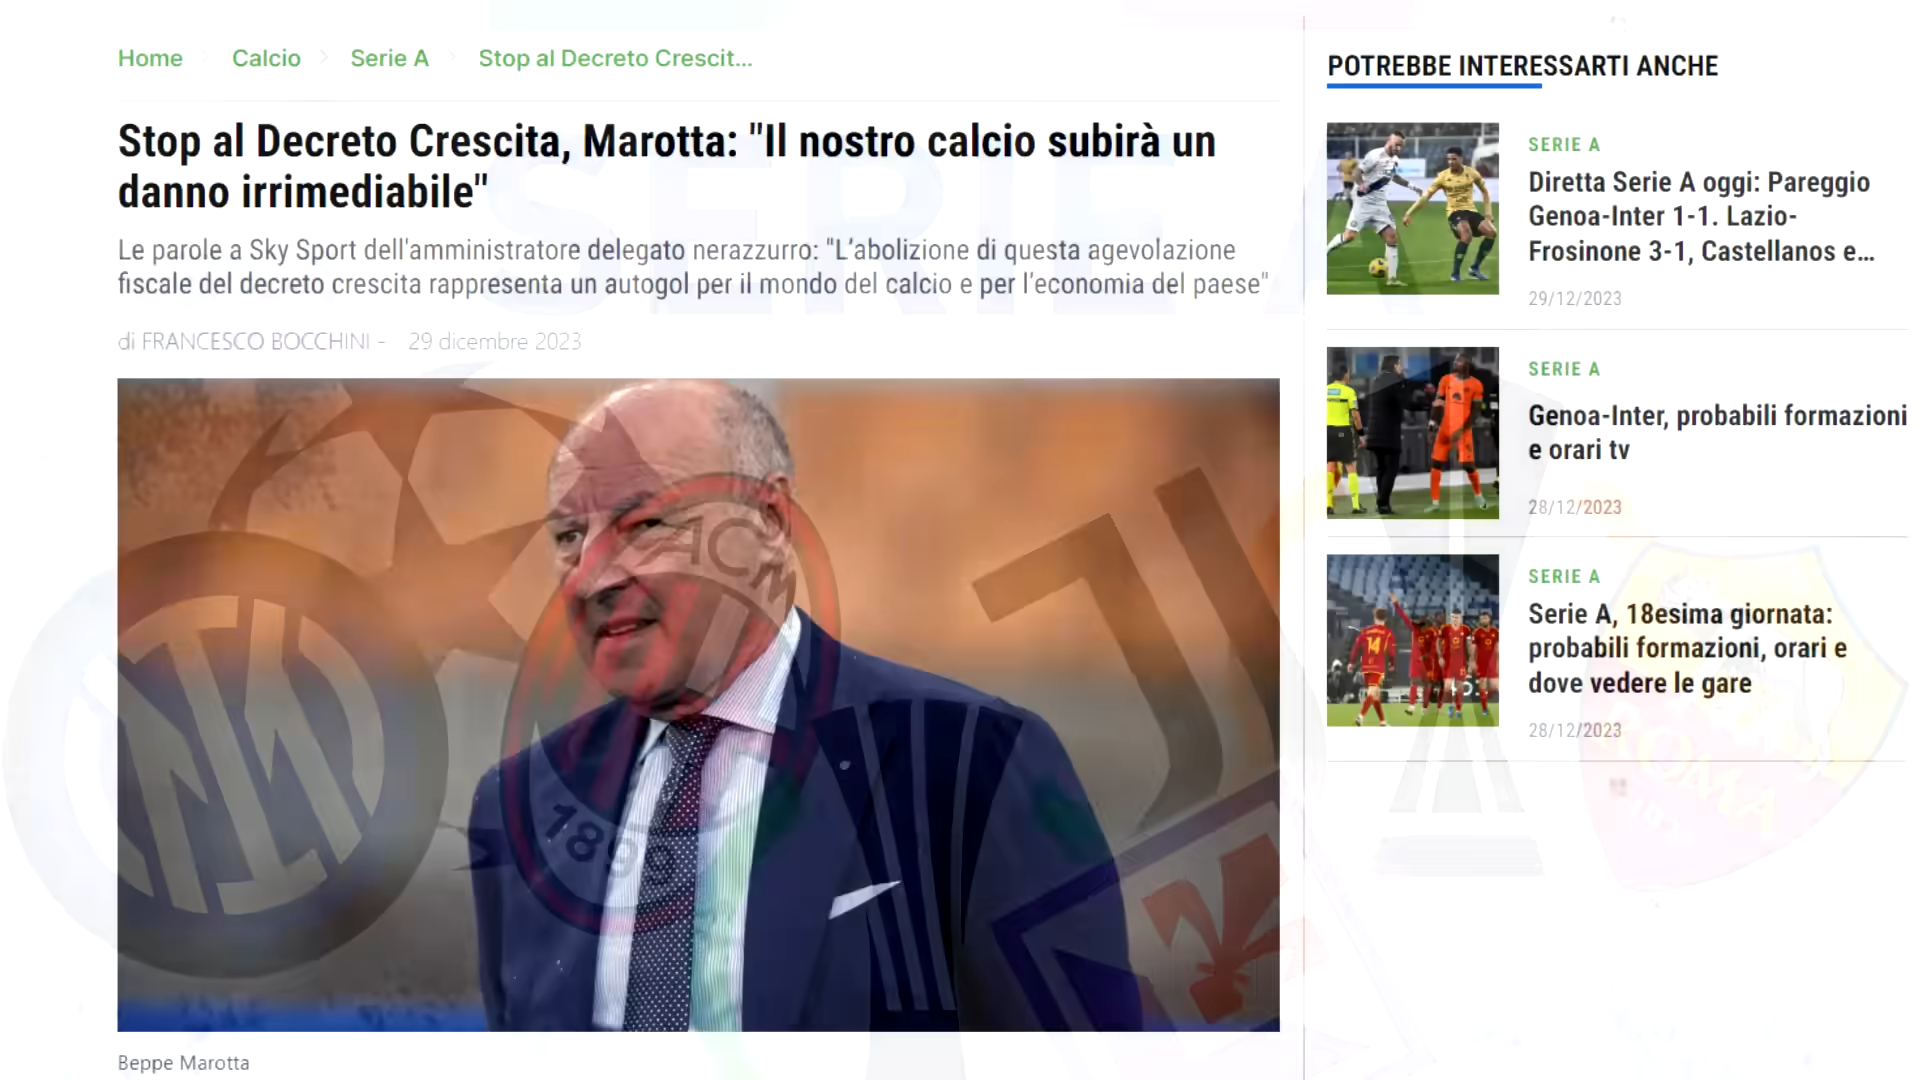 Home
Calcio
Serie A
Stop al Decreto Crescit...
Stop al Decreto Crescita, Marotta: "Il nostro calcio subirà un
danno irrimediabile"
Le parole a Sky Sport dell'amministratore delegato nerazzurro: "L’abolizione di questa agevolazione
fiscale del decreto crescita rappresenta un autogol per il mondo del calcio e per l’economia del paese"
di FRANCESCO BOCCHINI - 29 dicembre 2023
SERIE A
ACM
1899
Beppe Marotta
POTREBBE INTERESSARTI ANCHE
SERIE A
Diretta Serie A oggi: Pareggio
Genoa-Inter 1-1. Lazio-
Frosinone 3-1, Castellanos e...
29/12/2023
SERIE A
Genoa-Inter, probabili formazioni
e orari tv
28/12/2023
SERIE A
Serie A, 18esima giornata:
probabili formazioni, orari e
dove vedere le gare
28/12/2023
14
ROMA